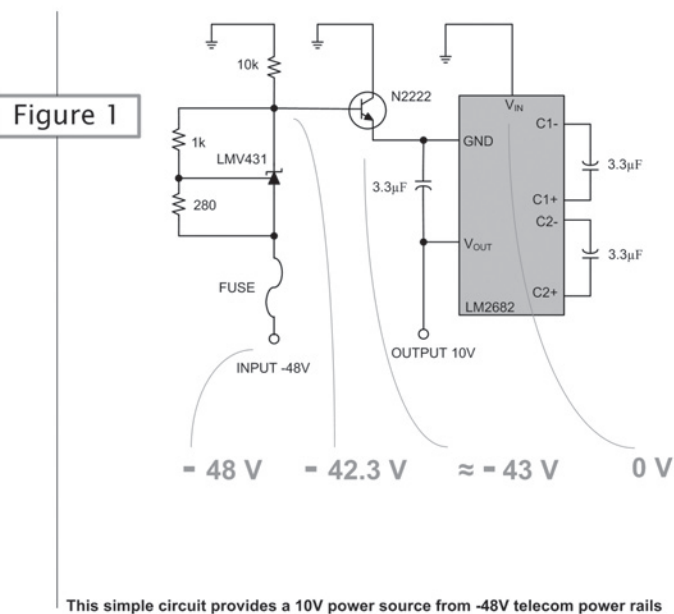 10k
N2222
Figure 1
1k
LMV431
280
FUSE
INPUT -48V
3.3µF
OUTPUT 10V
VIN
GND
VOUT
LM2682
C1-
C1+
C2-
C2+
3.3µF
3.3µF
- 48 V
- 42.3 V
≈ - 43 V
0 V
This simple circuit provides a 10V power source from -48V telecom power rails